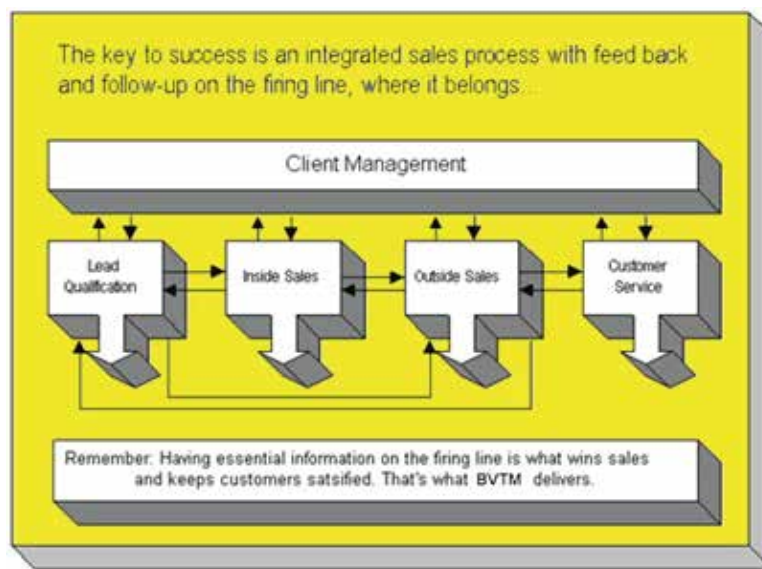 The key to success is an integrated sales process with feed back
and follow-up on the firing line, where it belongs...
Client Management
Lead
Qualification
Inside Sales
Outside Sales
Customer
Service
Remember: Having essential information on the firing line is what wins sales
and keeps customers satsified. That's what BVTM delivers.